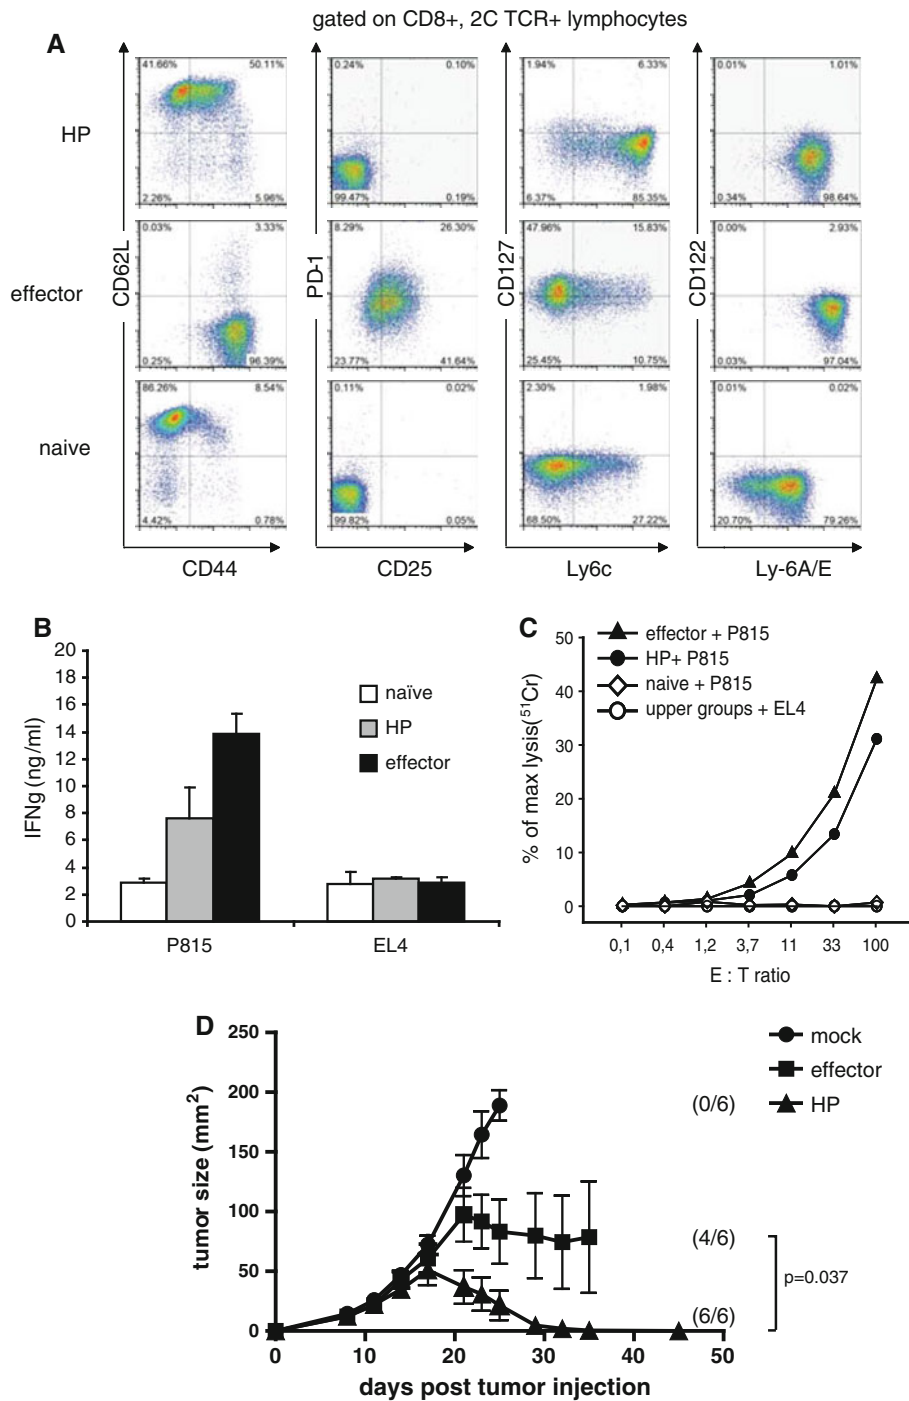 gated on CD8+, 2C TCR+ lymphocytes
A
HP
41.66% 50.11%
2.26% 5.96%
0.24% 0.10%
99.47% 0.19%
1.94% 6.33%
6.37% 85.35%
0.01% 1.01%
0.34% 98.64%
effector
0.03% 3.33%
0.25% 96.39%
8.29% 26.30%
23.77% 41.64%
47.96% 15.83%
25.45% 10.75%
0.00% 2.93%
0.03% 97.04%
naive
86.26% 8.54%
4.42% 0.78%
0.11% 0.02%
99.82% 0.05%
2.30% 1.98%
68.50% 27.22%
0.01% 0.02%
20.70% 79.26%
CD62L
PD-1
CD127
CD122
CD44
CD25
Ly6c
Ly-6A/E
B
IFNg (ng/ml)
20
18
16
14
12
10
8
6
4
2
0
naïve
HP
effector
P815
EL4
C
% of max lysis(51Cr)
50
40
30
20
10
0
effector + P815
HP+ P815
naive + P815
upper groups + EL4
0,1 0,4 1,2 3,7 11 33 100
E : T ratio
D
tumor size (mm²)
250
200
150
100
50
0
mock
effector
HP
(0/6)
(4/6)
(6/6)
p=0.037
0 10 20 30 40 50
days post tumor injection